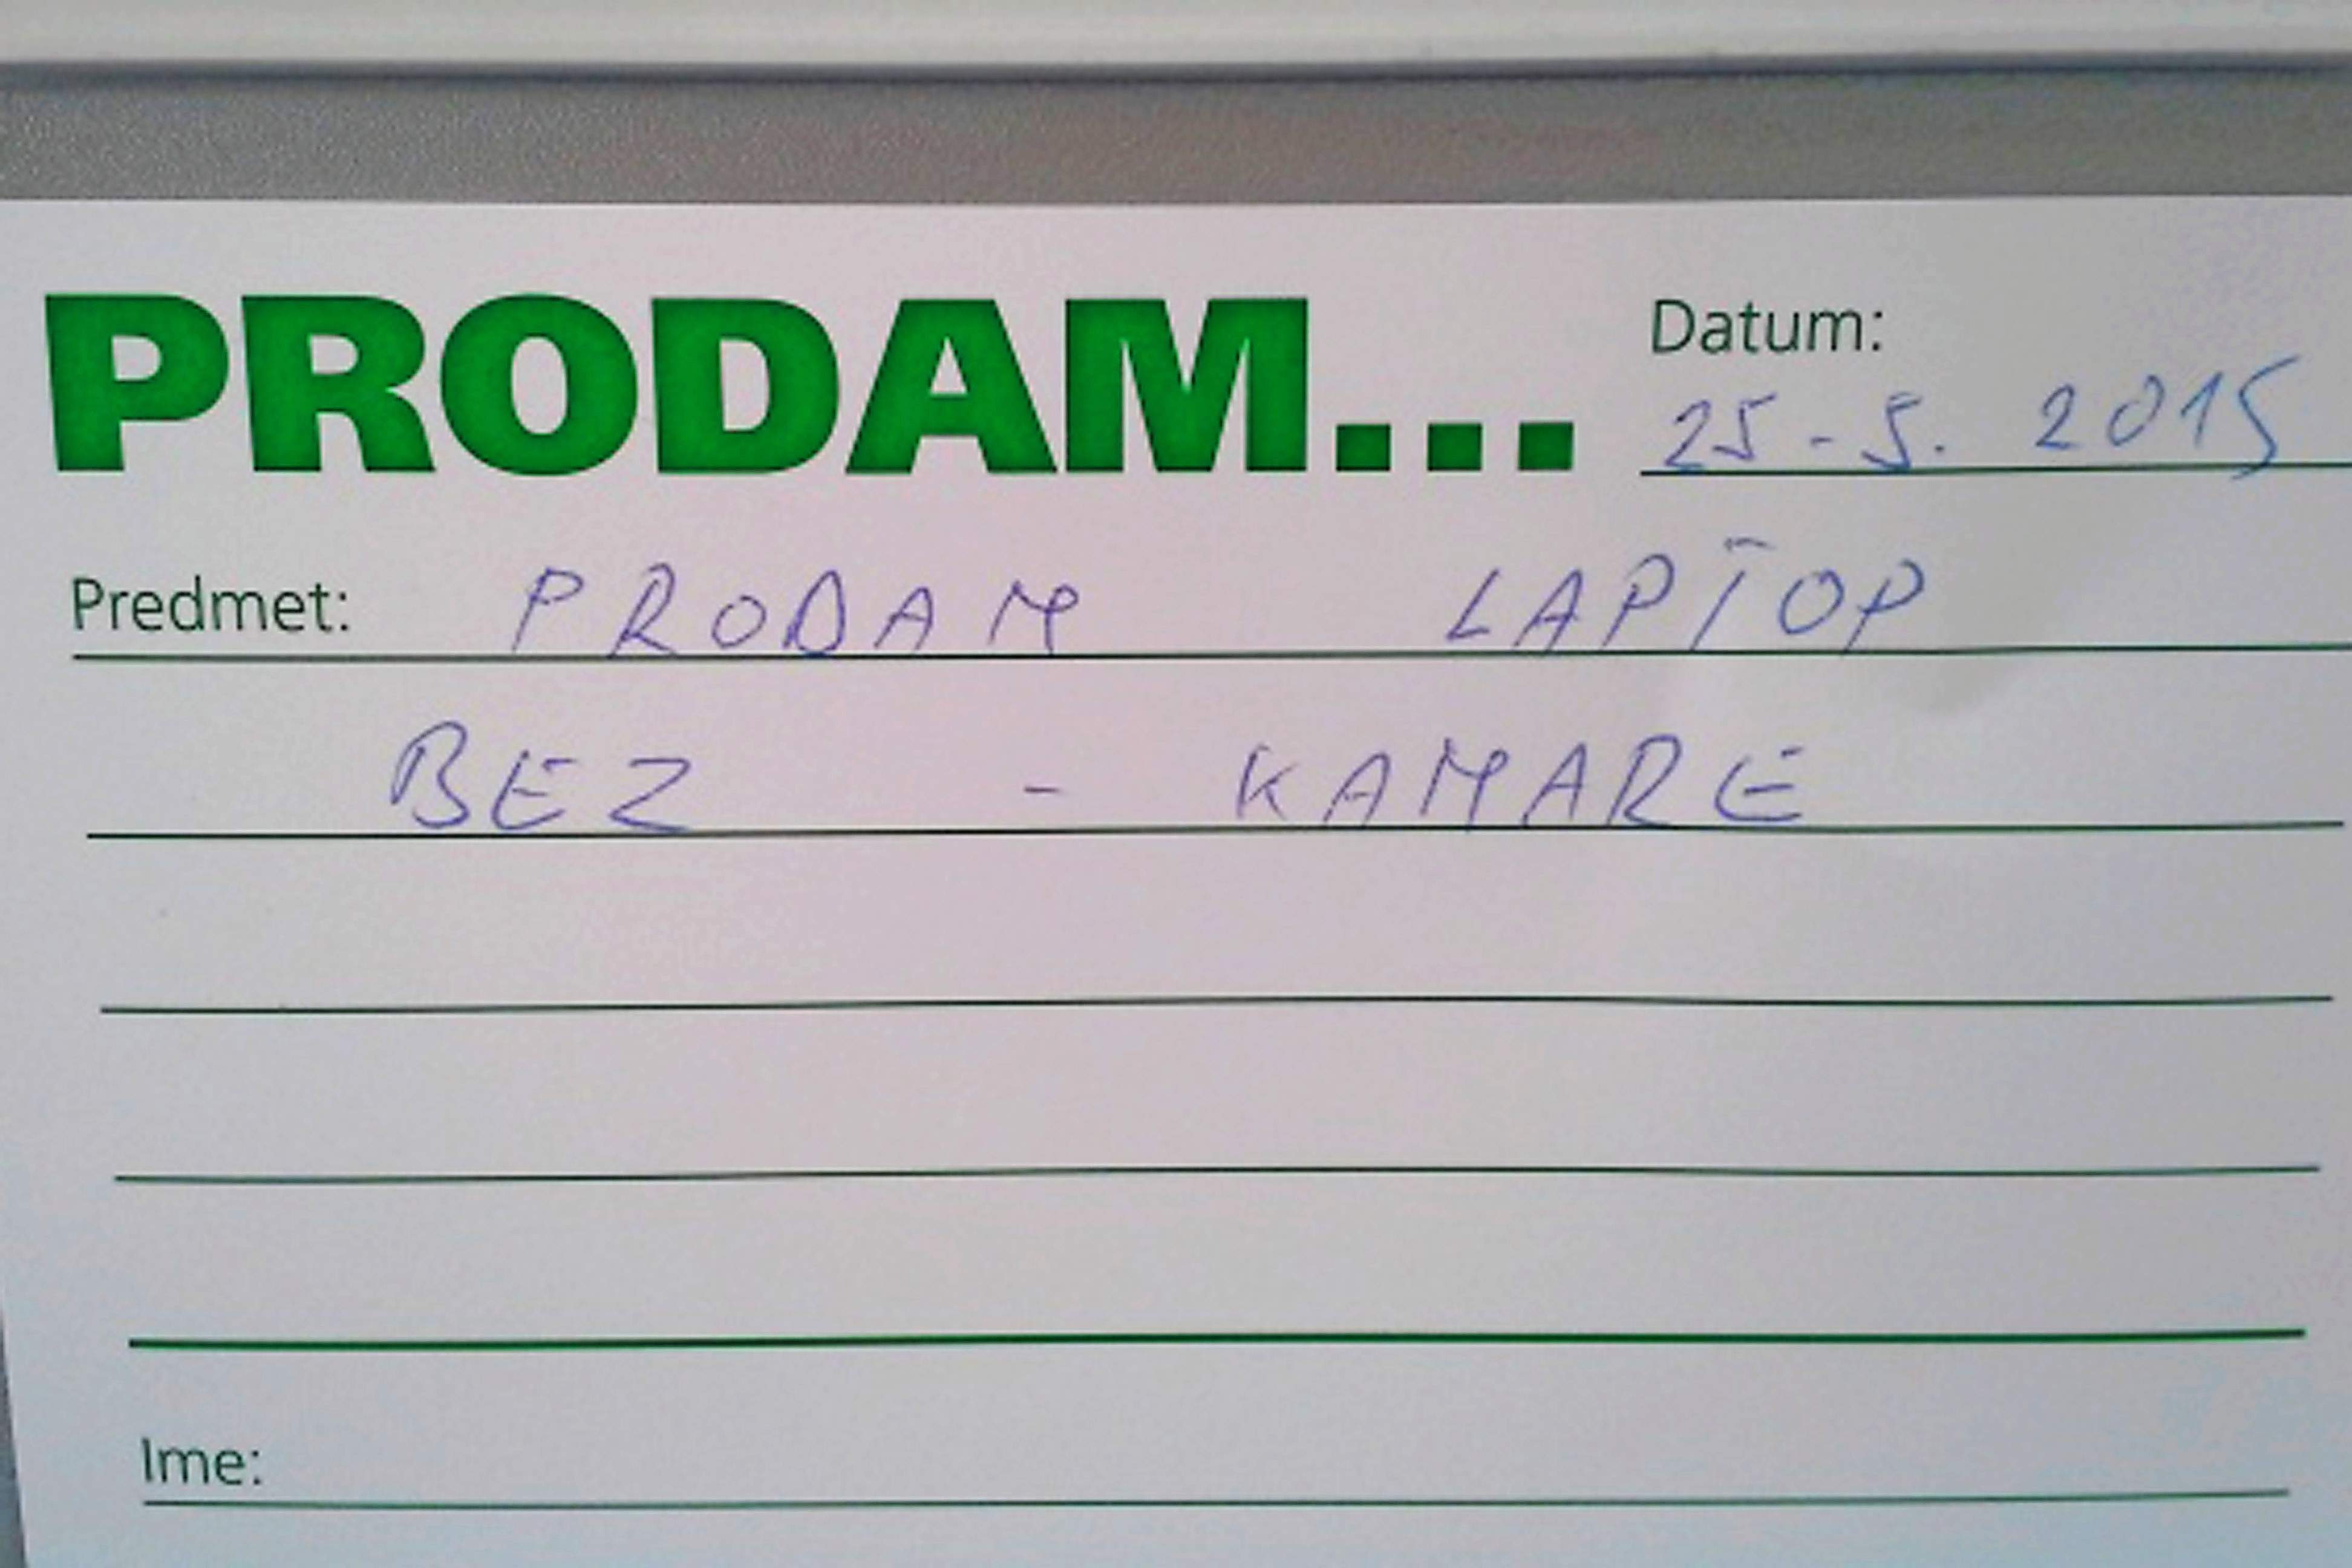 PRODAM...
Datum:
25-5. 2015
Predmet: PRODAM LAPTOP
BEZ - KAMARE
Ime: